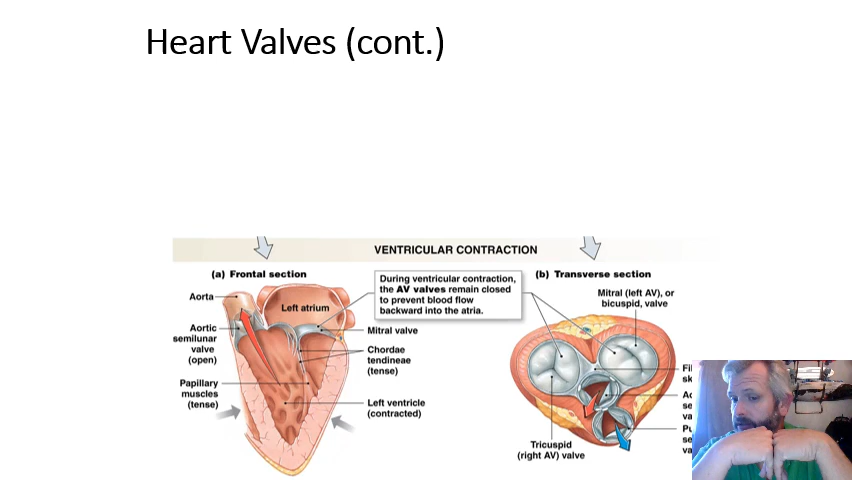 Heart Valves (cont.)
VENTRICULAR CONTRACTION
(a) Frontal section
Aorta
Left atrium
Aortic
semilunar
valve
(open)
Papillary
muscles
(tense)
During ventricular contraction,
the AV valves remain closed
to prevent blood flow
backward into the atria.
Mitral valve
Chordae
tendineae
(tense)
Left ventricle
(contracted)
(b) Transverse section
Mitral (left AV), or
bicuspid, valve
Tricuspid
(right AV) valve